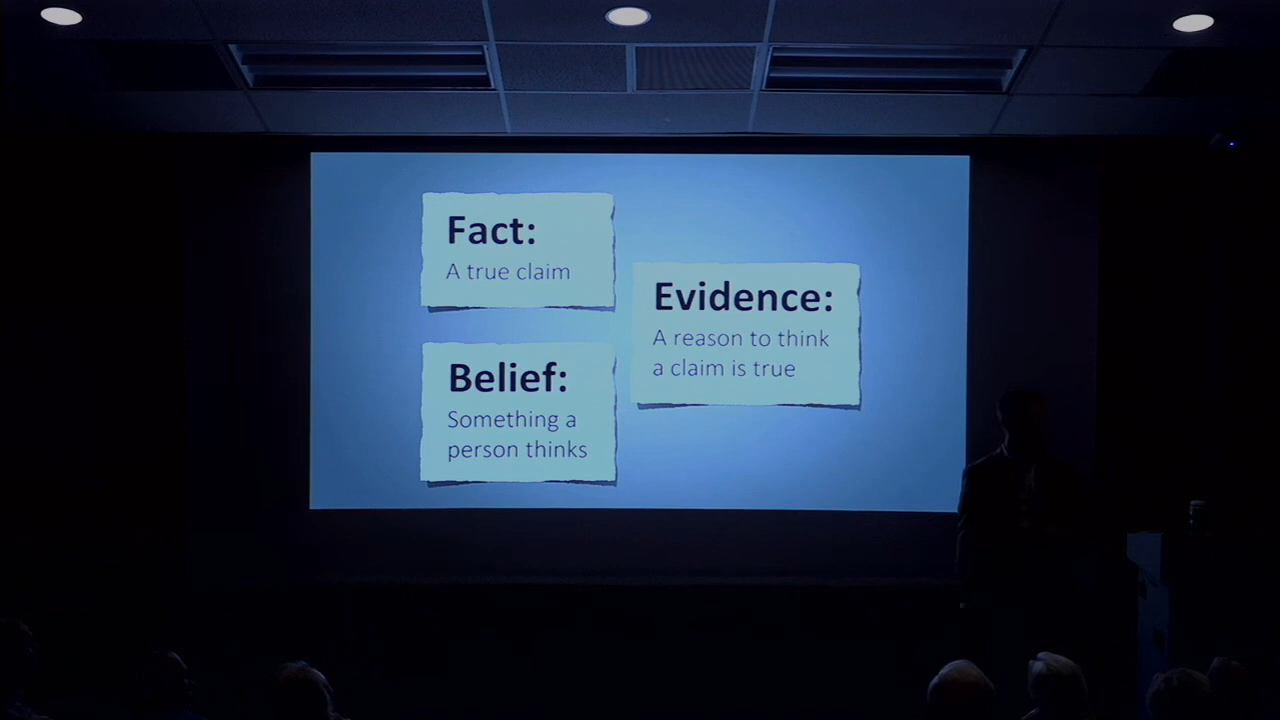 Fact:
A true claim
Belief:
Something a
person thinks
Evidence:
A reason to think
a claim is true